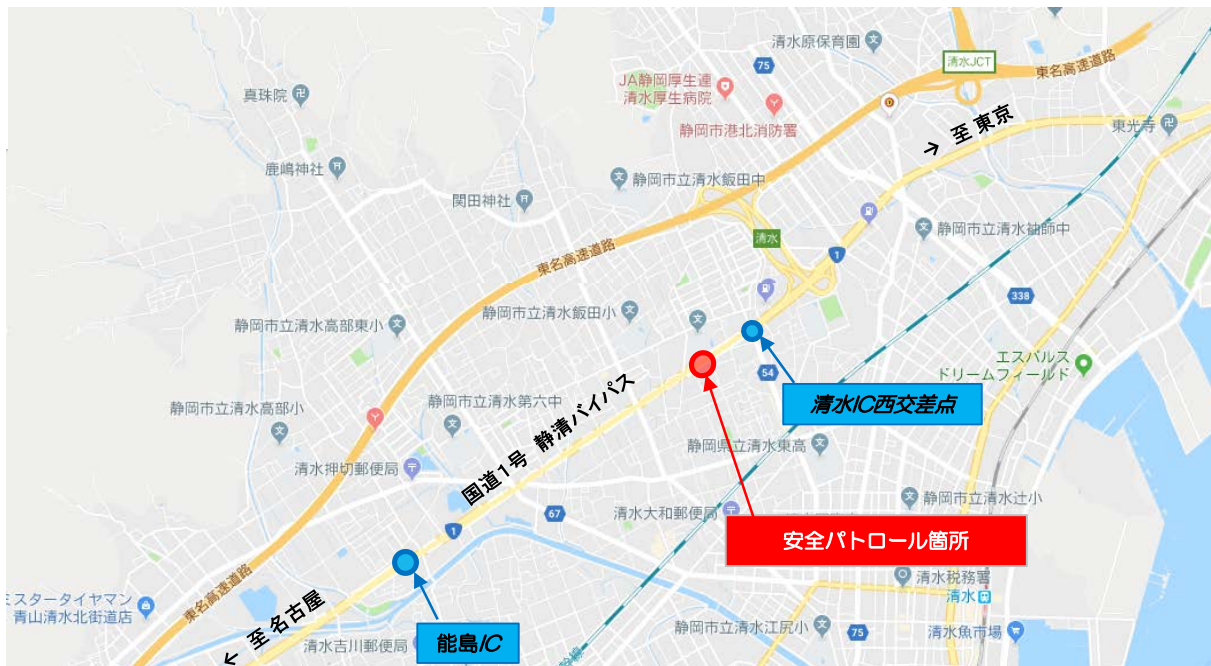 清水原保育園
清水JCT
東名高速道路
75
JA静岡厚生連
清水厚生病院
静岡市港北消防署
真珠院
→ 至 東京
東光寺
鹿嶋神社
関田神社
静岡市立清水飯田中
静岡市立清水袖師中
清水
1
東名高速道路
338
静岡市立清水飯田小
静岡市立清水高部東小
エスパルス
ドリームフィールド
54
清水IC西交差点
静岡市立清水高部小
静岡市立清水第六中
国道1号 静清バイパス
静岡県立清水東高
清水押切郵便局
静岡市立清水辻小
67
清水大和郵便局
1
安全パトロール箇所
東名高速道路
清水税務署
清水
ミスタータイヤマン
青山清水北街道店
← 至 名古屋
清水吉川郵便局
能島IC
静岡市立清水江尻小
75
清水魚市場